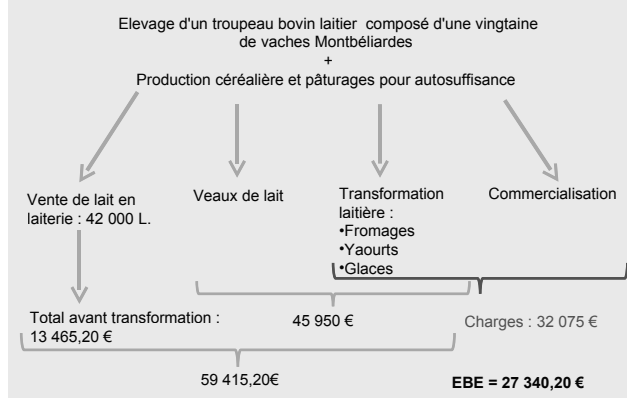 Elevage d'un troupeau bovin laitier composé d'une vingtaine
de vaches Montbéliardes
+
Production céréalière et pâturages pour autosuffisance
Vente de lait en
laiterie : 42 000 L.
Veaux de lait
Transformation
laitière :
•Fromages
•Yaourts
•Glaces
Commercialisation
Total avant transformation :
13 465,20 €
45 950 €
Charges : 32 075 €
59 415,20€
EBE = 27 340,20 €